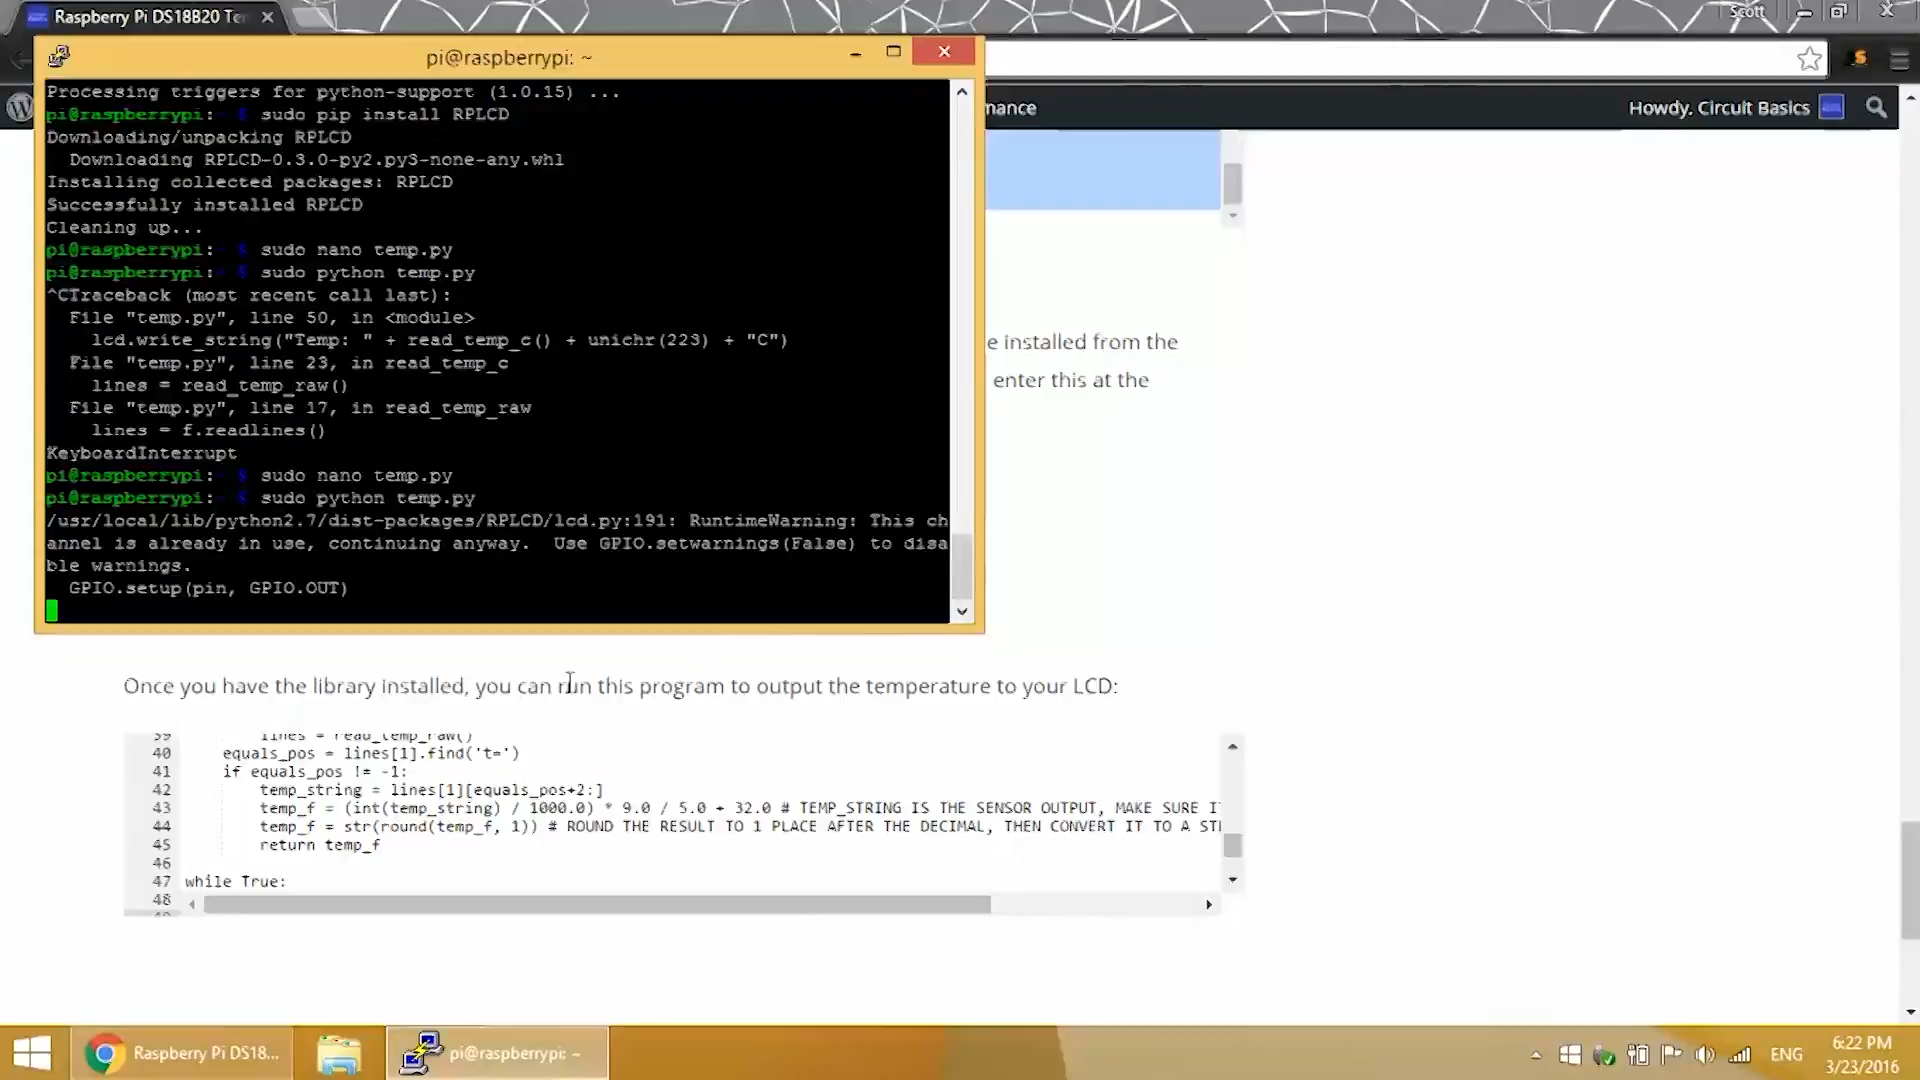 Raspberry Pi DS18B20 Te
Scott
pi@raspberrypi: ~
mance
Howdy. Circuit Basics
Processing triggers for python-support (1.0.15) ...
pi@raspberrypi: ~ $ sudo pip install RPLCD
Downloading/unpacking RPLCD
Downloading RPLCD-0.3.0-py2.py3-none-any.whl
Installing collected packages: RPLCD
Successfully installed RPLCD
Cleaning up...
pi@raspberrypi: ~ $ sudo nano temp.py
pi@raspberrypi: ~ $ sudo python temp.py
^CTraceback (most recent call last):
File "temp.py", line 50, in <module>
lcd.write_string("Temp: " + read_temp_c() + unichr(223) + "C")
File "temp.py", line 23, in read_temp_c
lines = read_temp_raw()
File "temp.py", line 17, in read_temp_raw
lines = f.readlines()
KeyboardInterrupt
pi@raspberrypi: ~ $ sudo nano temp.py
pi@raspberrypi: ~ $ sudo python temp.py
/usr/local/lib/python2.7/dist-packages/RPLCD/lcd.py:191: RuntimeWarning: This ch
annel is already in use, continuing anyway.  Use GPIO.setwarnings(False) to disa
ble warnings.
GPIO.setup(pin, GPIO.OUT)
e installed from the
enter this at the
Once you have the library installed, you can run this program to output the temperature to your LCD:
39 lines = read_temp_raw()
40 equals_pos = lines[1].find('t=')
41 if equals_pos != -1:
42 temp_string = lines[1][equals_pos+2:]
43 temp_f = (int(temp_string) / 1000.0) * 9.0 / 5.0 + 32.0 # TEMP_STRING IS THE SENSOR OUTPUT, MAKE SURE I
44 temp_f = str(round(temp_f, 1)) # ROUND THE RESULT TO 1 PLACE AFTER THE DECIMAL, THEN CONVERT IT TO A ST
45 return temp_f
46
47 while True:
48
Raspberry Pi DS18...
pi@raspberrypi: ~
ENG
6:22 PM
3/23/2016